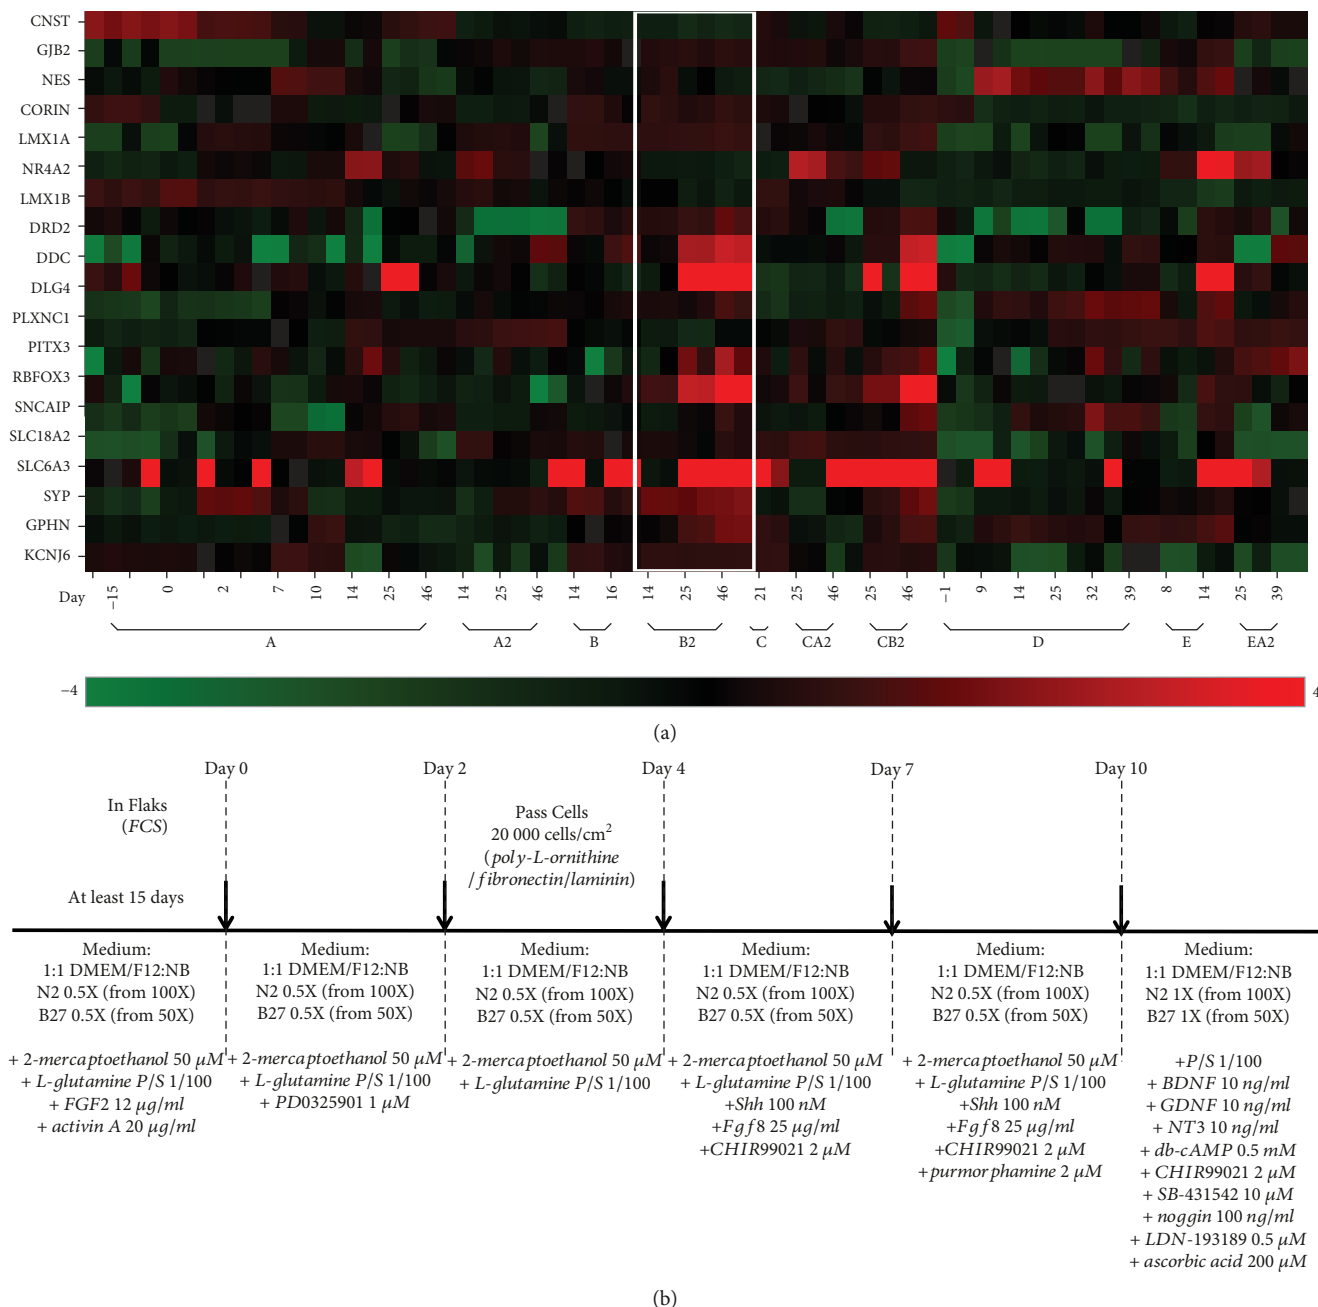 CNST
GJB2
NES
CORIN
LMX1A
NR4A2
LMX1B
DRD2
DDC
DLG4
PLXNC1
PITX3
RBFOX3
SNCAIP
SLC18A2
SLC6A3
SYP
GPHN
KCNJ6
Day −15 0 2 7 10 14 25 46 14 25 46 14 16 14 25 46 21 25 46 25 46 −1 9 14 25 32 39 8 14 25 39
A A2 B B2 C CA2 CB2 D E EA2
−4 4
(a)
Day 0 Day 2 Day 4 Day 7 Day 10
In Flaks
(FCS)
At least 15 days
Pass Cells
20 000 cells/cm²
(poly-L-ornithine
/fibronectin/laminin)
Medium:
1:1 DMEM/F12:NB
N2 0.5X (from 100X)
B27 0.5X (from 50X)
+ 2-mercaptoethanol 50 µM
+ L-glutamine P/S 1/100
+ FGF2 12 µg/ml
+ activin A 20 µg/ml
Medium:
1:1 DMEM/F12:NB
N2 0.5X (from 100X)
B27 0.5X (from 50X)
+ 2-mercaptoethanol 50 µM
+ L-glutamine P/S 1/100
+ PD0325901 1 µM
Medium:
1:1 DMEM/F12:NB
N2 0.5X (from 100X)
B27 0.5X (from 50X)
+ 2-mercaptoethanol 50 µM
+ L-glutamine P/S 1/100
Medium:
1:1 DMEM/F12:NB
N2 0.5X (from 100X)
B27 0.5X (from 50X)
+ 2-mercaptoethanol 50 µM
+ L-glutamine P/S 1/100
+Shh 100 nM
+Fgf8 25 µg/ml
+CHIR99021 2 µM
Medium:
1:1 DMEM/F12:NB
N2 0.5X (from 100X)
B27 0.5X (from 50X)
+ 2-mercaptoethanol 50 µM
+ L-glutamine P/S 1/100
+Shh 100 nM
+Fgf8 25 µg/ml
+CHIR99021 2 µM
+purmorphamine 2 µM
Medium:
1:1 DMEM/F12:NB
N2 1X (from 100X)
B27 1X (from 50X)
+P/S 1/100
+ BDNF 10 ng/ml
+ GDNF 10 ng/ml
+ NT3 10 ng/ml
+ db-cAMP 0.5 mM
+ CHIR99021 2 µM
+ SB-431542 10 µM
+ noggin 100 ng/ml
+ LDN-193189 0.5 µM
+ ascorbic acid 200 µM
(b)